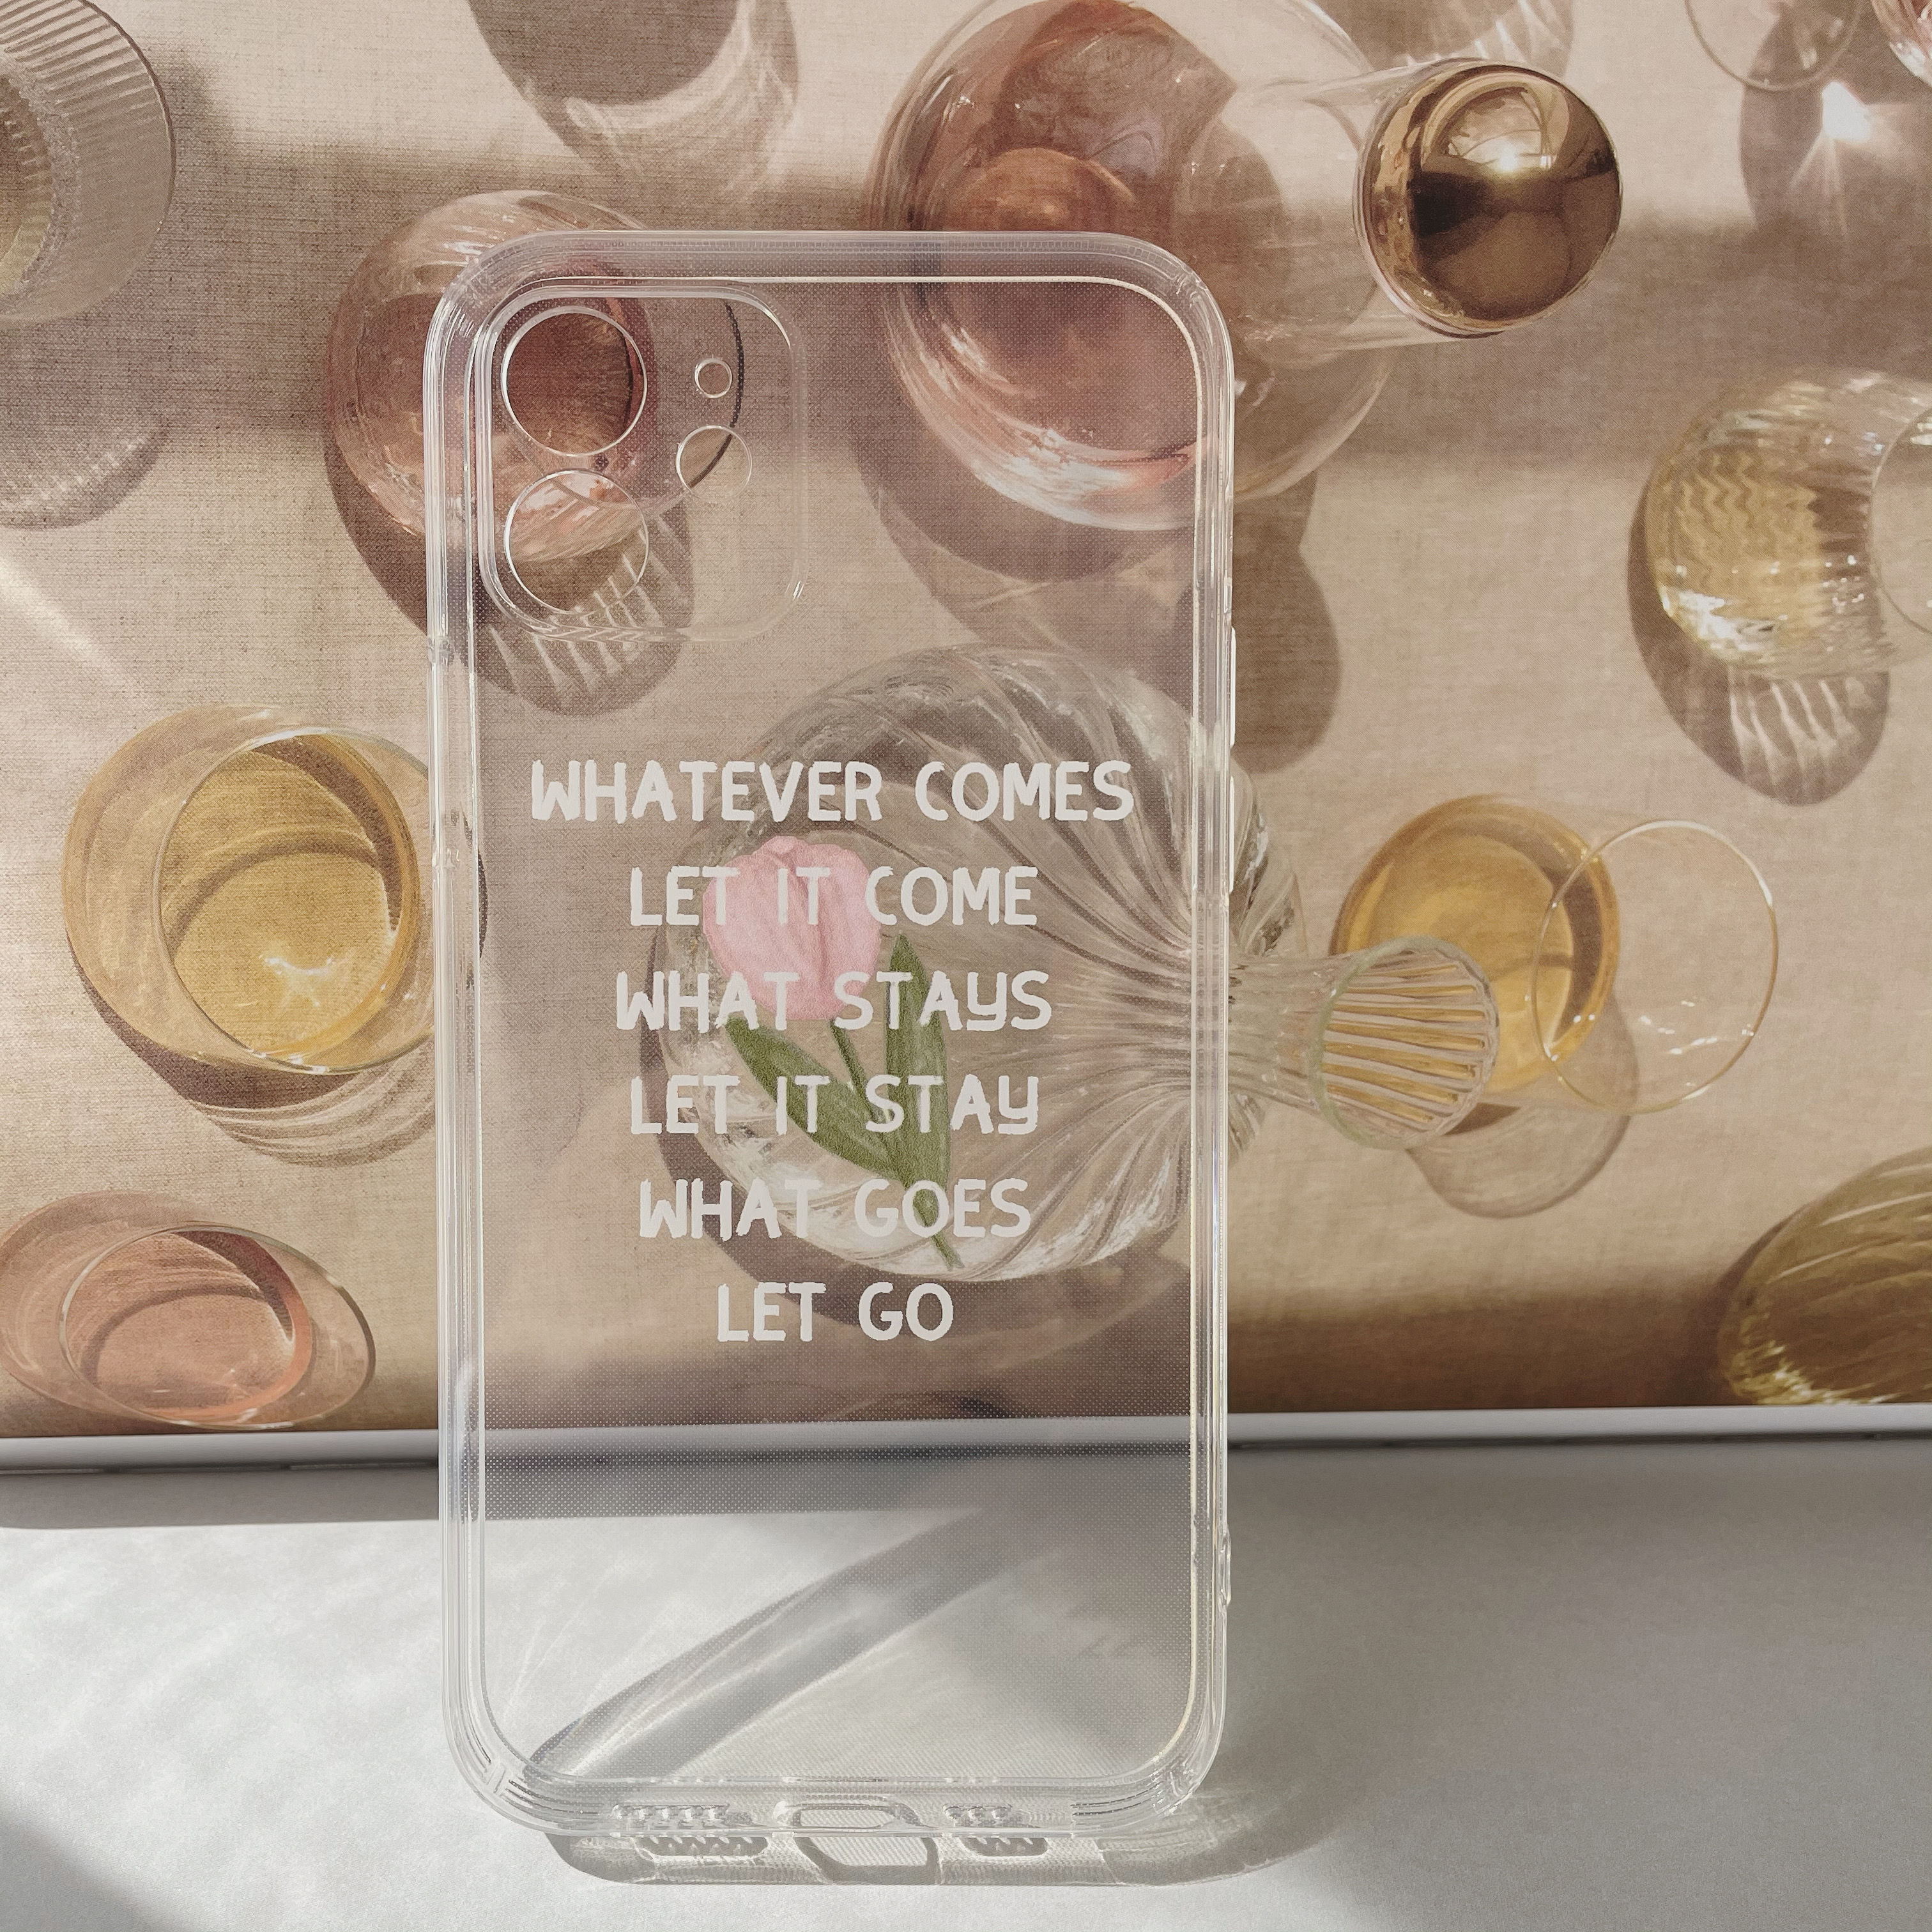 WHATEVER COMES
LET IT COME
WHAT STAYS
LET IT STAY
WHAT GOES
LET GO